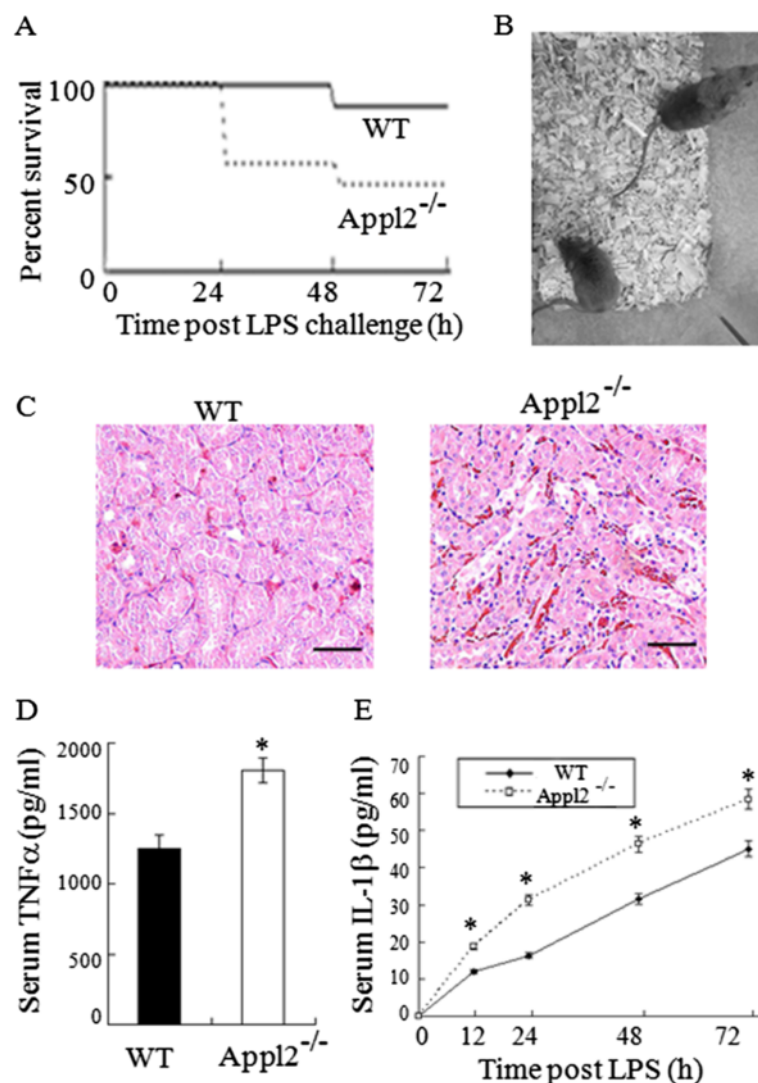 A
100
50
0
Percent survival
WT
Appl2-/-
0 24 48 72
Time post LPS challenge (h)
B
C
WT
Appl2-/-
D
2000
1500
1000
500
0
Serum TNFα (pg/ml)
*
WT Appl2-/-
E
70
60
50
40
30
20
10
0
Serum IL-1β (pg/ml)
WT
Appl2 -/-
*
*
*
*
0 12 24 48 72
Time post LPS (h)